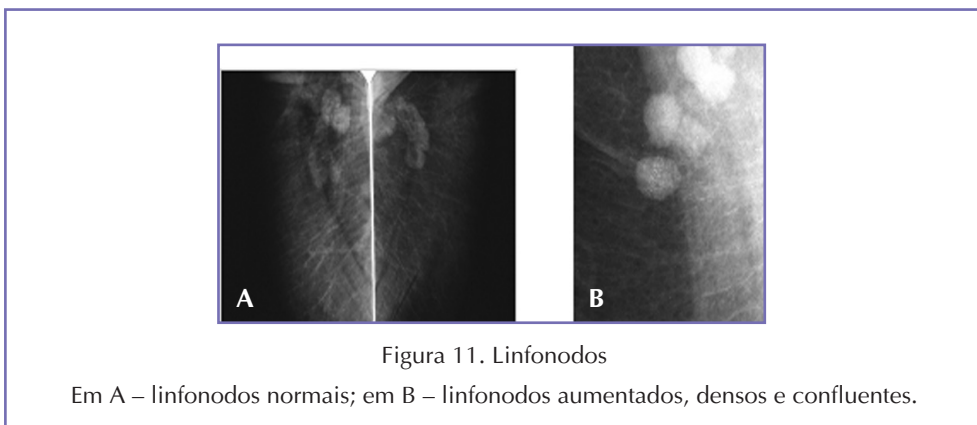 A
B
Figura 11. Linfonodos
Em A – linfonodos normais; em B – linfonodos aumentados, densos e confluentes.